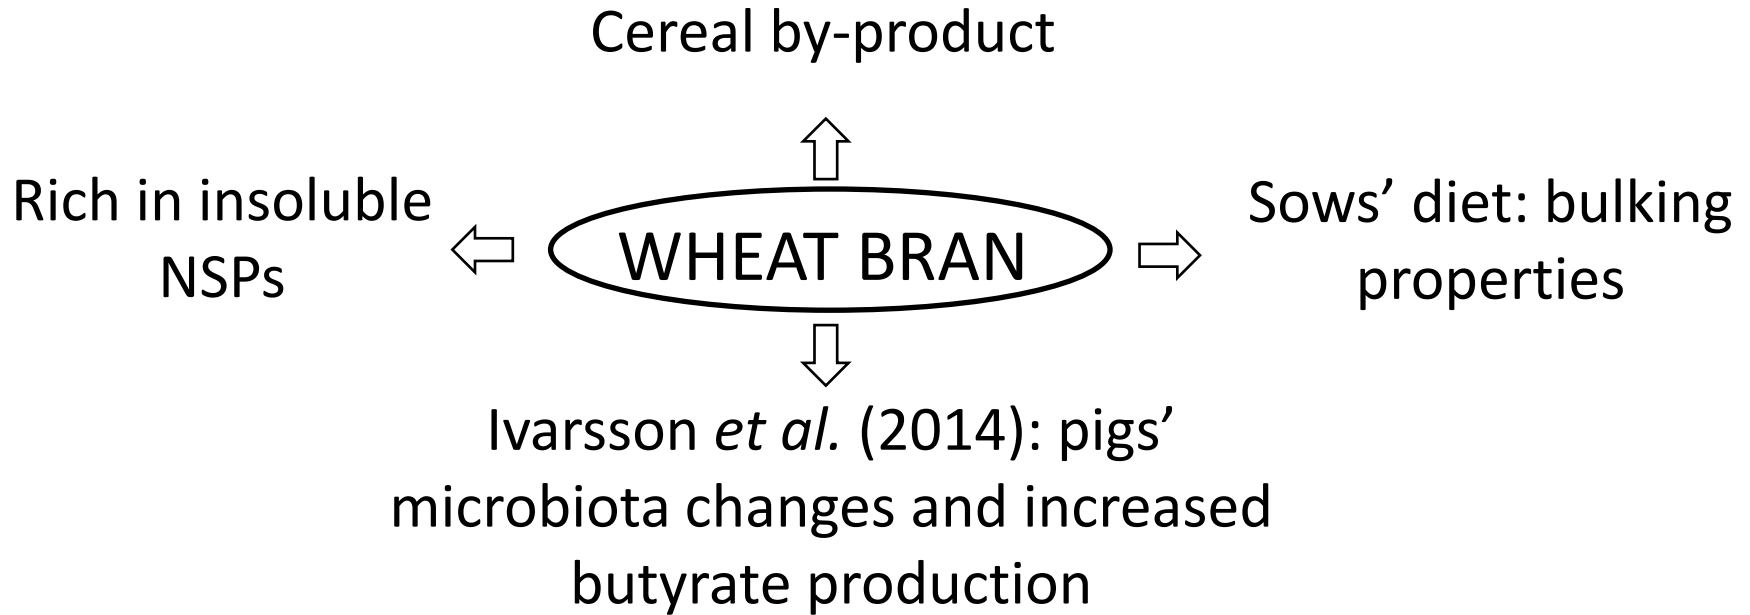 Cereal by-product
Rich in insoluble
NSPs
WHEAT BRAN
Sows’ diet: bulking
properties
Ivarsson et al. (2014): pigs’
microbiota changes and increased
butyrate production